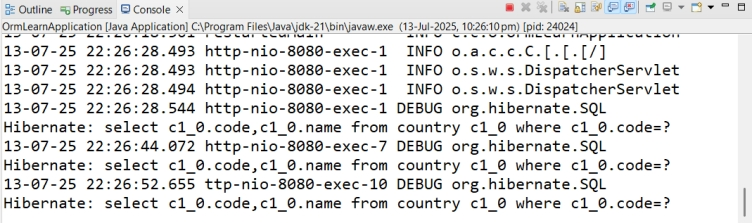 Outline Progress Console
OrmLearnApplication [Java Application] C:\Program Files\Java\jdk-21\bin\javaw.exe (13-Jul-2025, 10:26:10 pm) [pid: 24024]
13-07-25 22:26:28.493 http-nio-8080-exec-1 INFO o.a.c.c.C.[.[.[/]
13-07-25 22:26:28.493 http-nio-8080-exec-1 INFO o.s.w.s.DispatcherServlet
13-07-25 22:26:28.494 http-nio-8080-exec-1 INFO o.s.w.s.DispatcherServlet
13-07-25 22:26:28.544 http-nio-8080-exec-1 DEBUG org.hibernate.SQL
Hibernate: select c1_0.code,c1_0.name from country c1_0 where c1_0.code=?
13-07-25 22:26:44.072 http-nio-8080-exec-7 DEBUG org.hibernate.SQL
Hibernate: select c1_0.code,c1_0.name from country c1_0 where c1_0.code=?
13-07-25 22:26:52.655 ttp-nio-8080-exec-10 DEBUG org.hibernate.SQL
Hibernate: select c1_0.code,c1_0.name from country c1_0 where c1_0.code=?